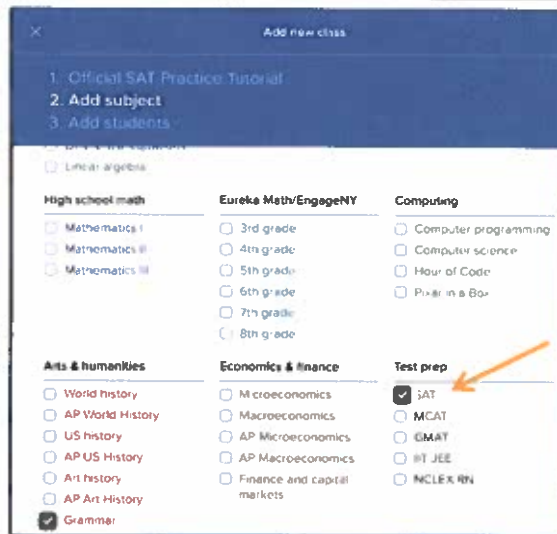 Add new class
1. Official SAT Practice Tutorial
2. Add subject
3. Add students
Linear algebra
High school math
Mathematics I
Mathematics II
Mathematics III
Eureka Math/EngageNY
3rd grade
4th grade
5th grade
6th grade
7th grade
8th grade
Computing
Computer programming
Computer science
Hour of Code
Pixar in a Box
Arts & humanities
World history
AP World History
US history
AP US History
Art history
AP Art History
Grammar
Economics & finance
Microeconomics
Macroeconomics
AP Microeconomics
AP Macroeconomics
Finance and capital
markets
Test prep
SAT
MCAT
GMAT
IIT JEE
NCLEX-RN